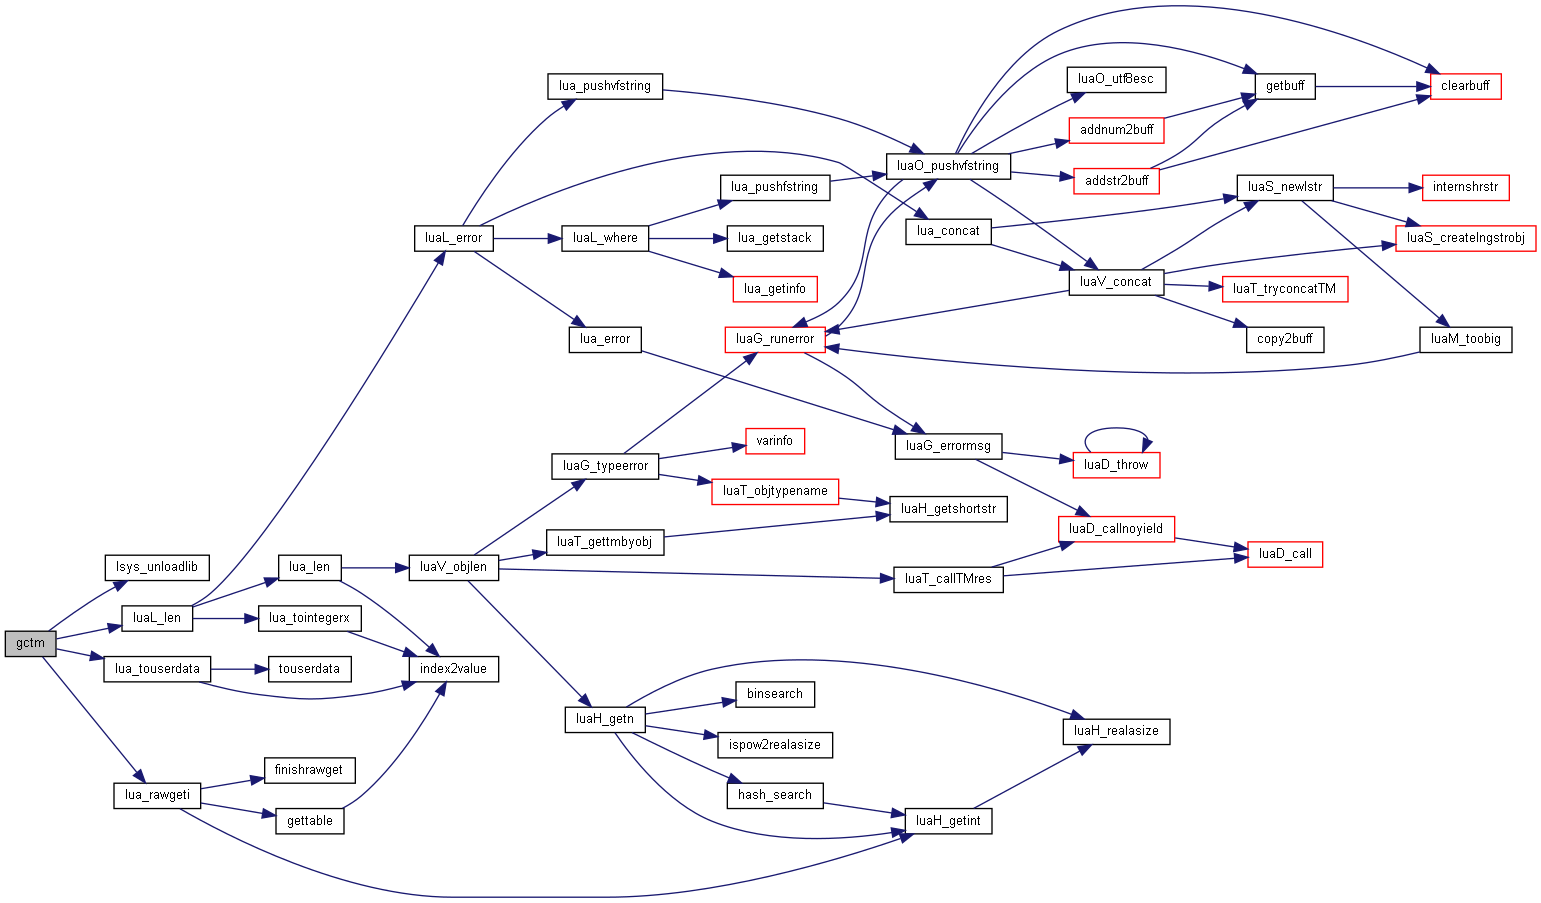 gctm
lsys_unloadlib
luaL_len
lua_touserdata
lua_rawgeti
lua_len
lua_tointegerx
touserdata
finishrawget
gettable
luaL_error
luaV_objlen
index2value
lua_pushvfstring
luaL_where
lua_error
luaG_typeerror
luaT_gettmbyobj
luaH_getn
lua_pushfstring
lua_getstack
lua_getinfo
luaG_runerror
varinfo
luaT_objtypename
binsearch
ispow2realasize
hash_search
luaO_pushvfstring
lua_concat
luaG_errormsg
luaH_getshortstr
luaT_callTMres
luaH_getint
luaO_utf8esc
addnum2buff
addstr2buff
luaV_concat
luaD_throw
luaD_callnoyield
luaH_realasize
getbuff
luaS_newlstr
luaT_tryconcatTM
copy2buff
luaD_call
clearbuff
internshrstr
luaS_createlngstrobj
luaM_toobig